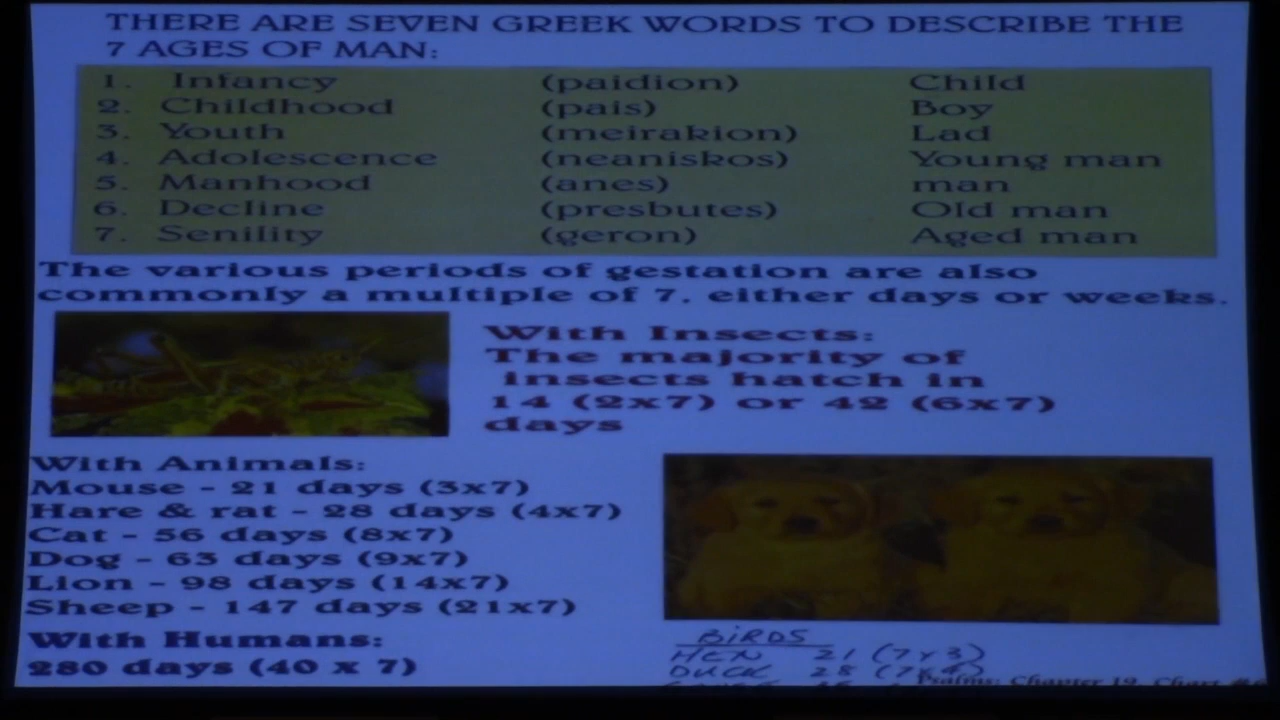 THERE ARE SEVEN GREEK WORDS TO DESCRIBE THE
7 AGES OF MAN:
1. Infancy (paidion) Child
2. Childhood (pais) Boy
3. Youth (meirakion) Lad
4. Adolescence (neaniskos) Young man
5. Manhood (anes) man
6. Decline (presbutes) Old man
7. Senility (geron) Aged man
The various periods of gestation are also
commonly a multiple of 7. either days or weeks.
With Insects:
The majority of
insects hatch in
14 (2x7) or 42 (6x7)
days
With Animals:
Mouse - 21 days (3x7)
Hare & rat - 28 days (4x7)
Cat - 56 days (8x7)
Dog - 63 days (9x7)
Lion - 98 days (14x7)
Sheep - 147 days (21x7)
With Humans:
280 days (40 x 7)
BIRDS
HEN 21 (7x3)
DUCK 28 (7x4)
Psalms: Chapter 19, Chart